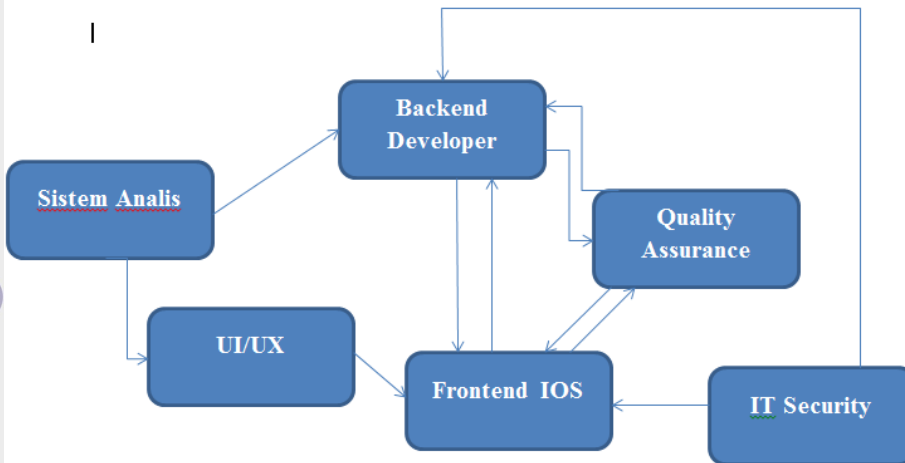 Backend
Developer
Sistem Analis
Quality
Assurance
UI/UX
Frontend IOS
IT Security